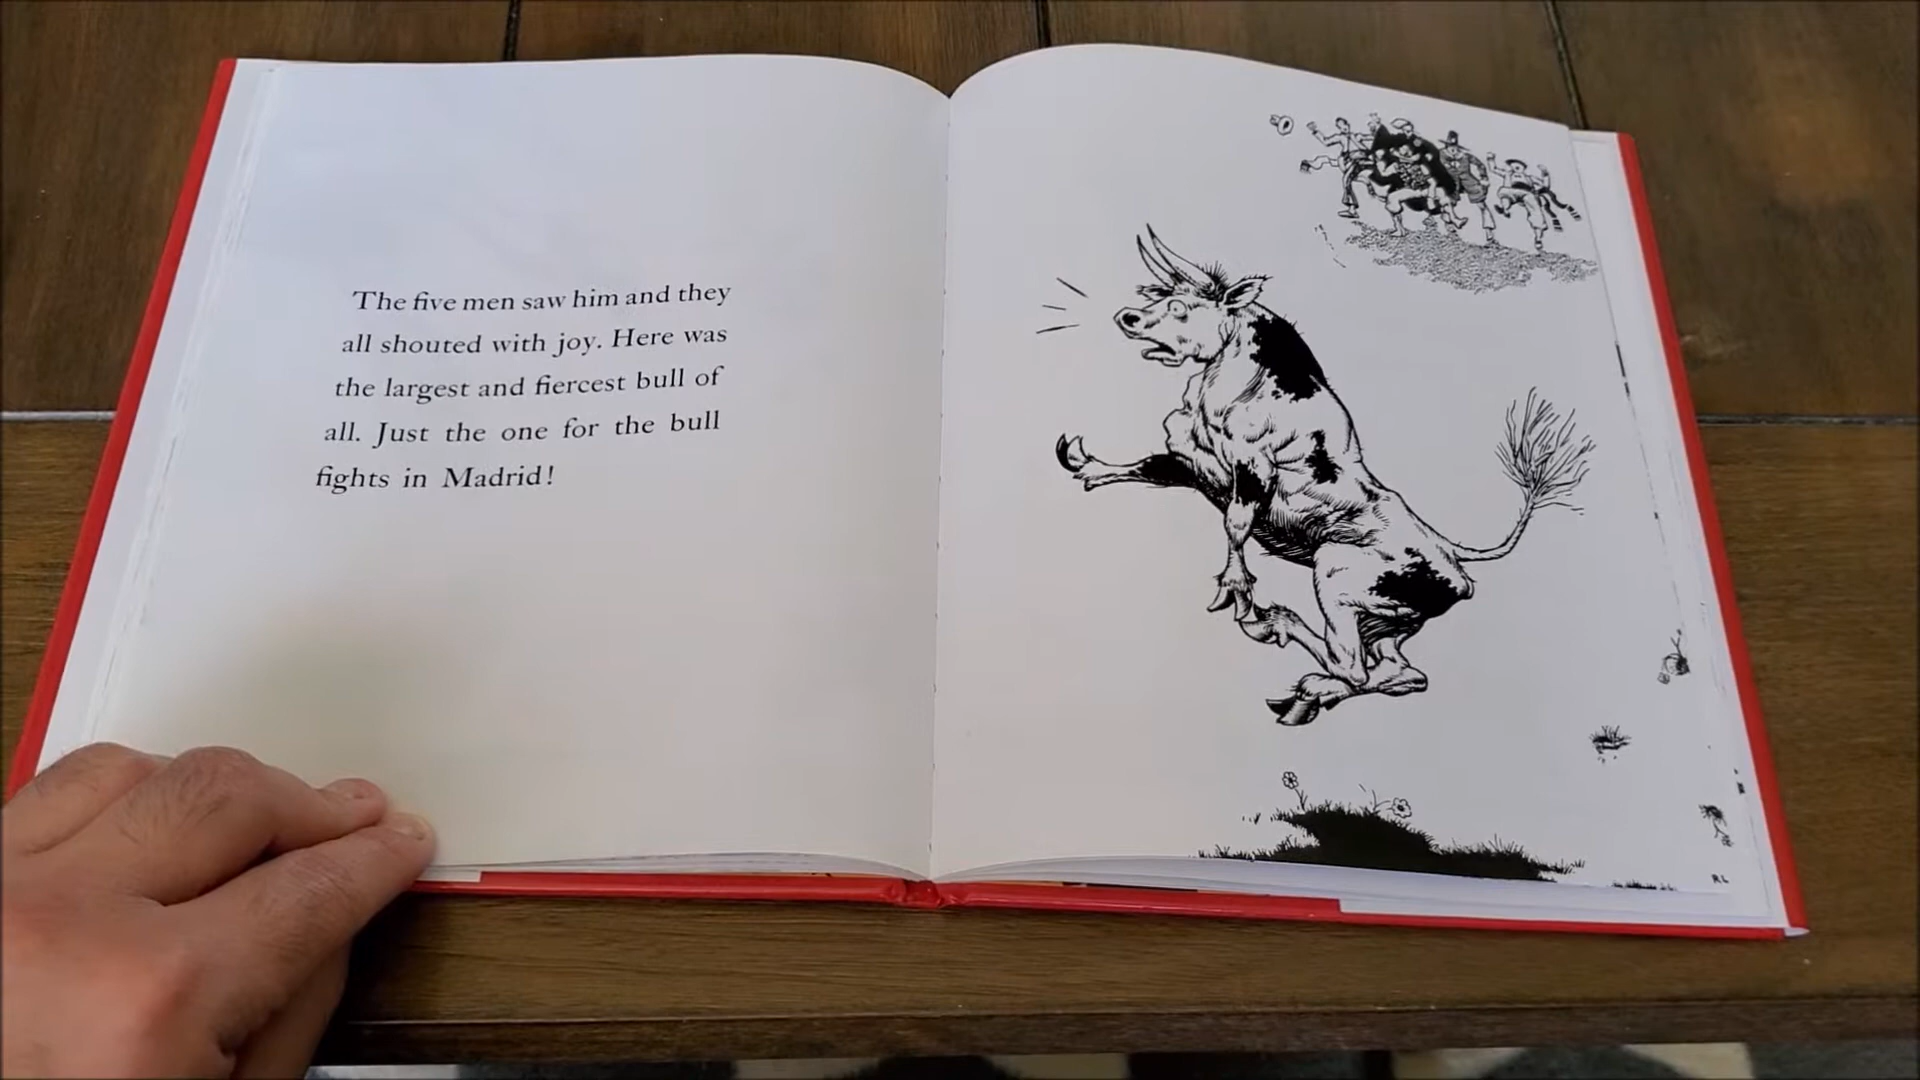 The five men saw him and they
all shouted with joy. Here was
the largest and fiercest bull of
all. Just the one for the bull
fights in Madrid!
RL